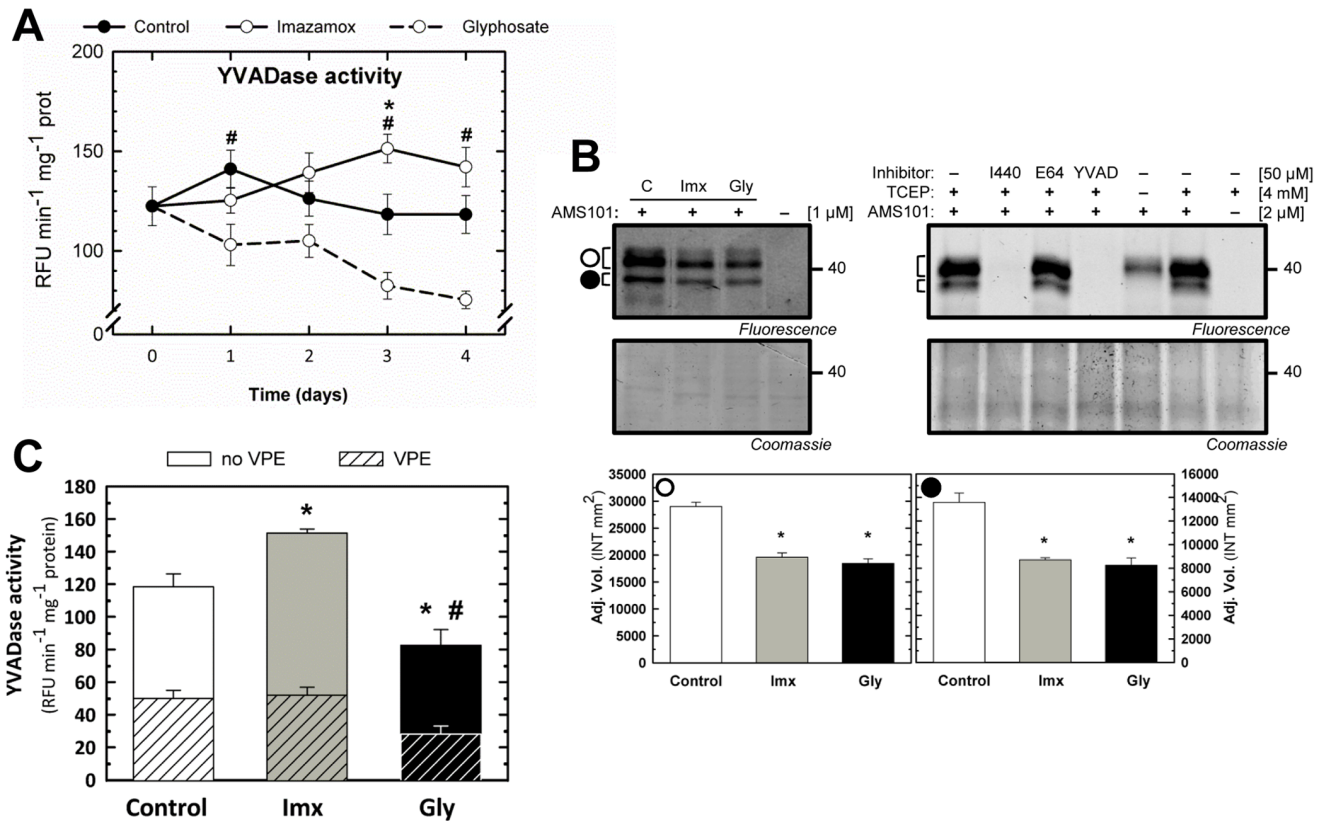 A
Control Imazamox Glyphosate
YVADase activity
RFU min⁻¹ mg⁻¹ prot
200
150
100
0
* #
# #
0 1 2 3 4
Time (days)
B
C Imx Gly
AMS101: + + + – [1 µM]
40
Fluorescence
40
Coomassie
Inhibitor: – I440 E64 YVAD – – – [50 µM]
TCEP: + + + + – + + [4 mM]
AMS101: + + + + + + – [2 µM]
40
Fluorescence
40
Coomassie
Adj. Vol. (INT mm²)
35000
30000
25000
20000
15000
10000
5000
0
* *
Control Imx Gly
16000
14000
12000
10000
8000
6000
4000
2000
0
Adj. Vol. (INT mm²)
* *
Control Imx Gly
C
no VPE VPE
YVADase activity
(RFU min⁻¹ mg⁻¹ protein)
180
160
140
120
100
80
60
40
20
0
*
* #
Control Imx Gly